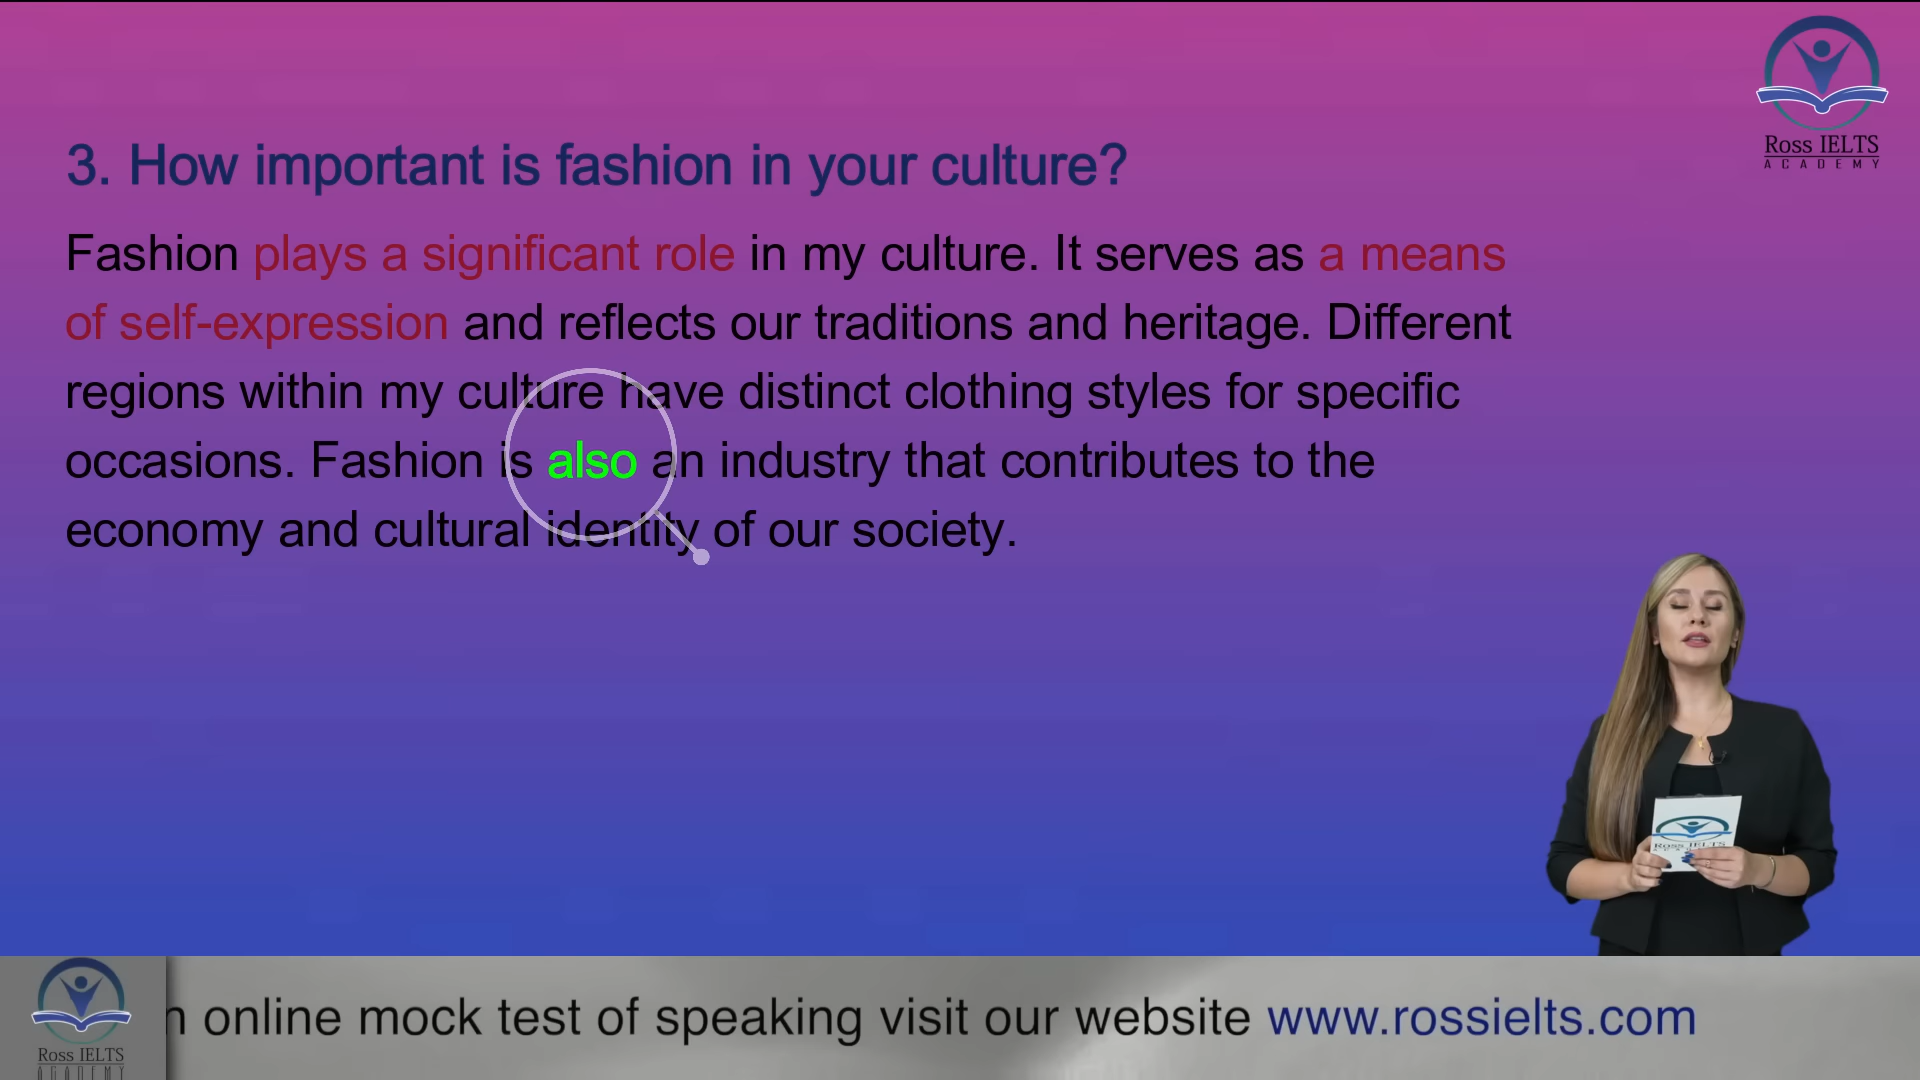 Ross IELTS
ACADEMY
3. How important is fashion in your culture?
Fashion plays a significant role in my culture. It serves as a means
of self-expression and reflects our traditions and heritage. Different
regions within my culture have distinct clothing styles for specific
occasions. Fashion is also an industry that contributes to the
economy and cultural identity of our society.
Ross IELTS
n online mock test of speaking visit our website www.rossielts.com
Ross IELTS
ACADEMY